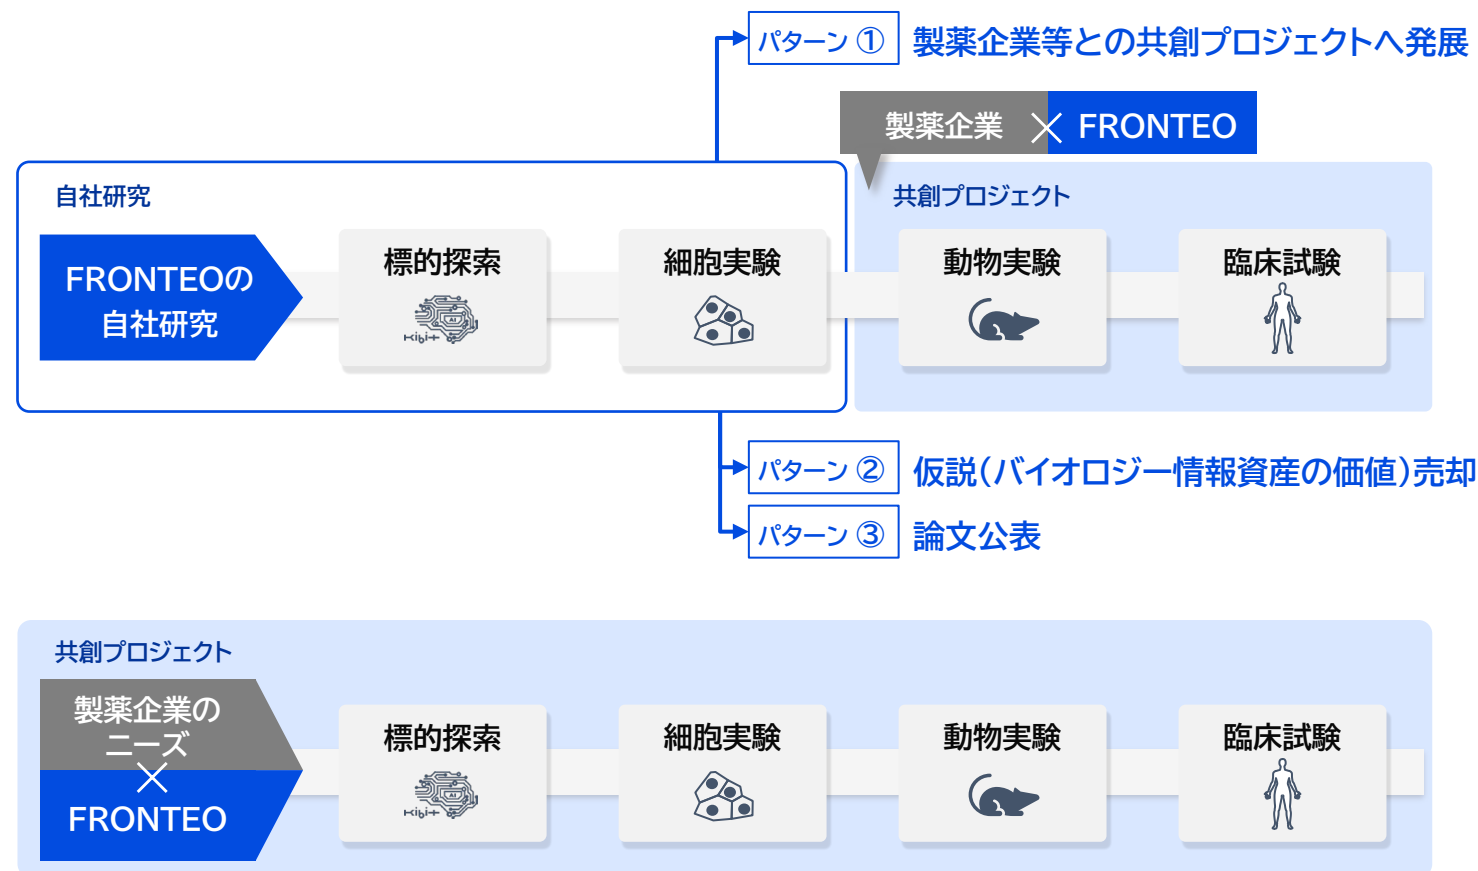 パターン ①
製薬企業等との共創プロジェクトへ発展
製薬企業 × FRONTEO
自社研究
共創プロジェクト
FRONTEOの
自社研究
標的探索
AI
kibit
細胞実験
動物実験
臨床試験
パターン ②
仮説(バイオロジー情報資産の価値)売却
パターン ③
論文公表
共創プロジェクト
製薬企業の
ニーズ
×
FRONTEO
標的探索
AI
kibit
細胞実験
動物実験
臨床試験